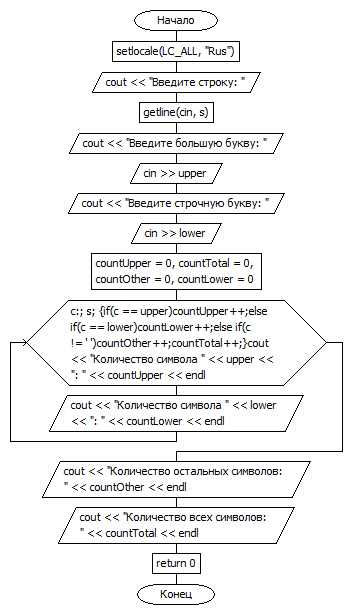 Начало
setlocale(LC_ALL, "Rus")
cout << "Введите строку: "
getline(cin, s)
cout << "Введите большую букву: "
cin >> upper
cout << "Введите строчную букву: "
cin >> lower
countUpper = 0, countTotal = 0,
countOther = 0, countLower = 0
c:; s; {if(c == upper)countUpper++;else
if(c == lower)countLower++;else if(c
!= ' ')countOther++;countTotal++;}cout
<< "Количество символа " << upper <<
": " << countUpper << endl
cout << "Количество символа " << lower
<< ": " << countLower << endl
cout << "Количество остальных символов:
" << countOther << endl
cout << "Количество всех символов:
" << countTotal << endl
return 0
Конец